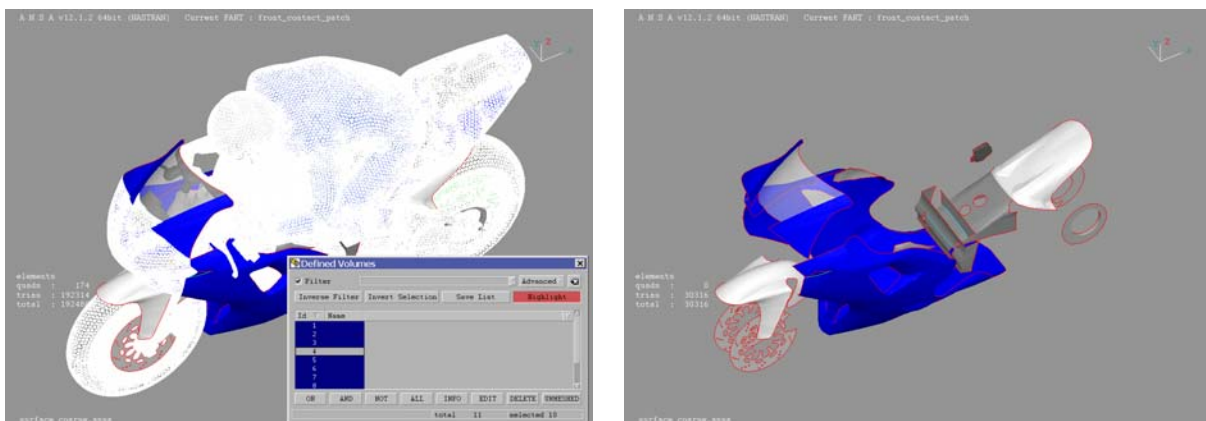 A N S A v12.1.2 64bit (NASTRAN) Current PART : front_contact_patch
Z
elements
quads : 174
trias : 192314
total :
Defined Volumes
Filter
Advanced
Inverse Filter Invert Selection Save List Highlight
Id Name
1
2
3
4
5
6
7
8
OR AND NOT ALL INFO EDIT DELETE UNMESHED
total 11 selected 10
A N S A v12.1.2 64bit (NASTRAN) Current PART : front_contact_patch
Z
elements
quads : 0
trias : 30316
total : 30316